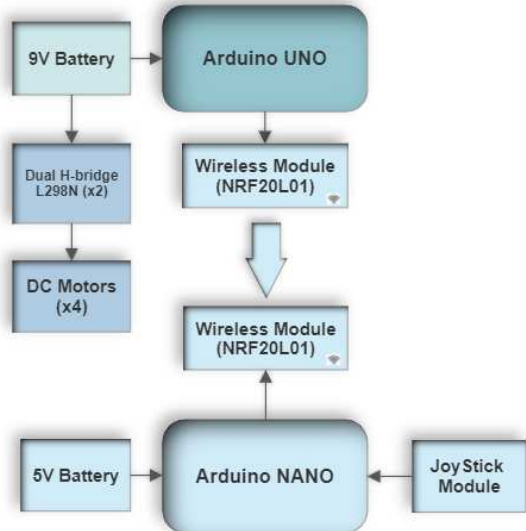 9V Battery
Arduino UNO
Dual H-bridge
L298N (x2)
Wireless Module
(NRF20L01)
DC Motors
(x4)
Wireless Module
(NRF20L01)
5V Battery
Arduino NANO
JoyStick
Module